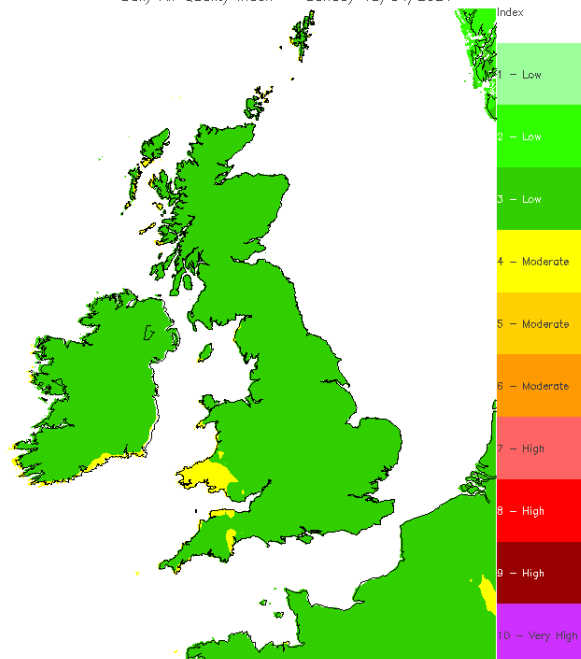 Index
1 - Low
2 - Low
3 - Low
4 - Moderate
5 - Moderate
6 - Moderate
7 - High
8 - High
9 - High
10 - Very High